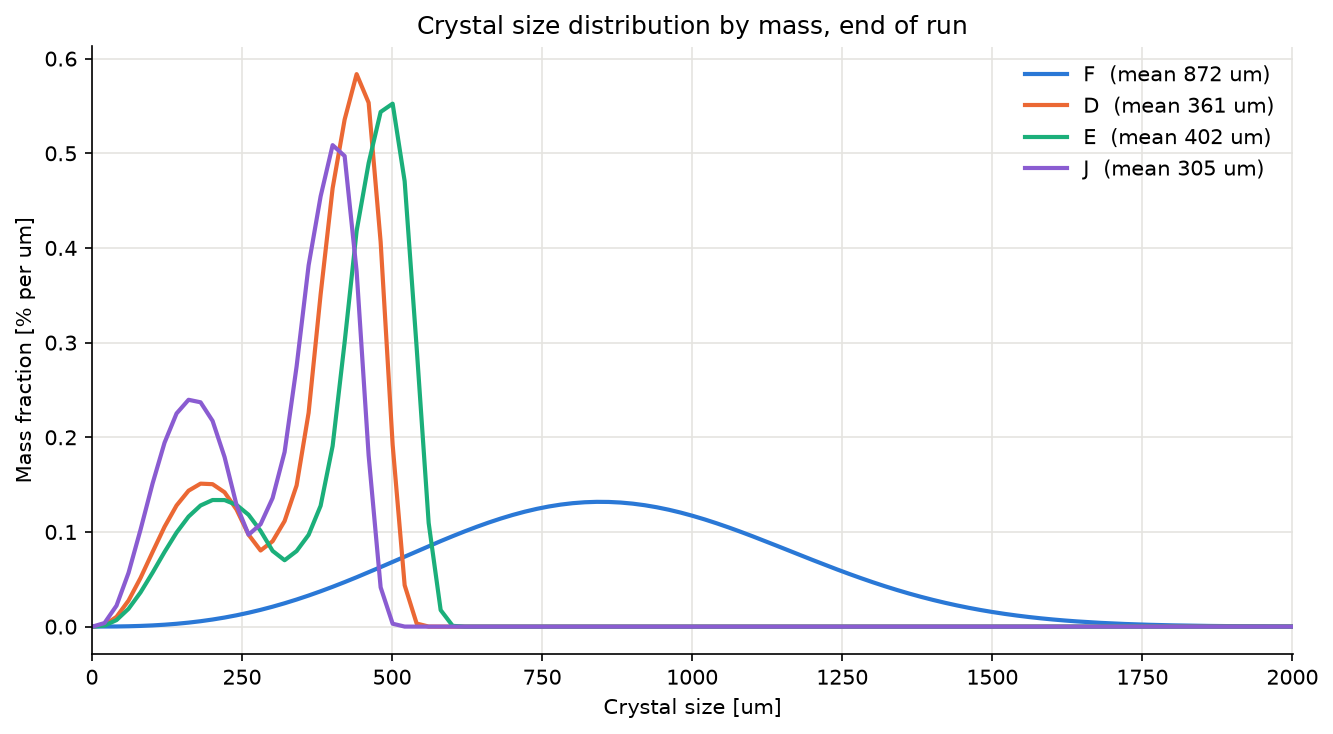 Crystal size distribution by mass, end of run
F (mean 872 um)
D (mean 361 um)
E (mean 402 um)
J (mean 305 um)
Mass fraction [% per um]
0.6
0.5
0.4
0.3
0.2
0.1
0.0
0 250 500 750 1000 1250 1500 1750 2000
Crystal size [um]